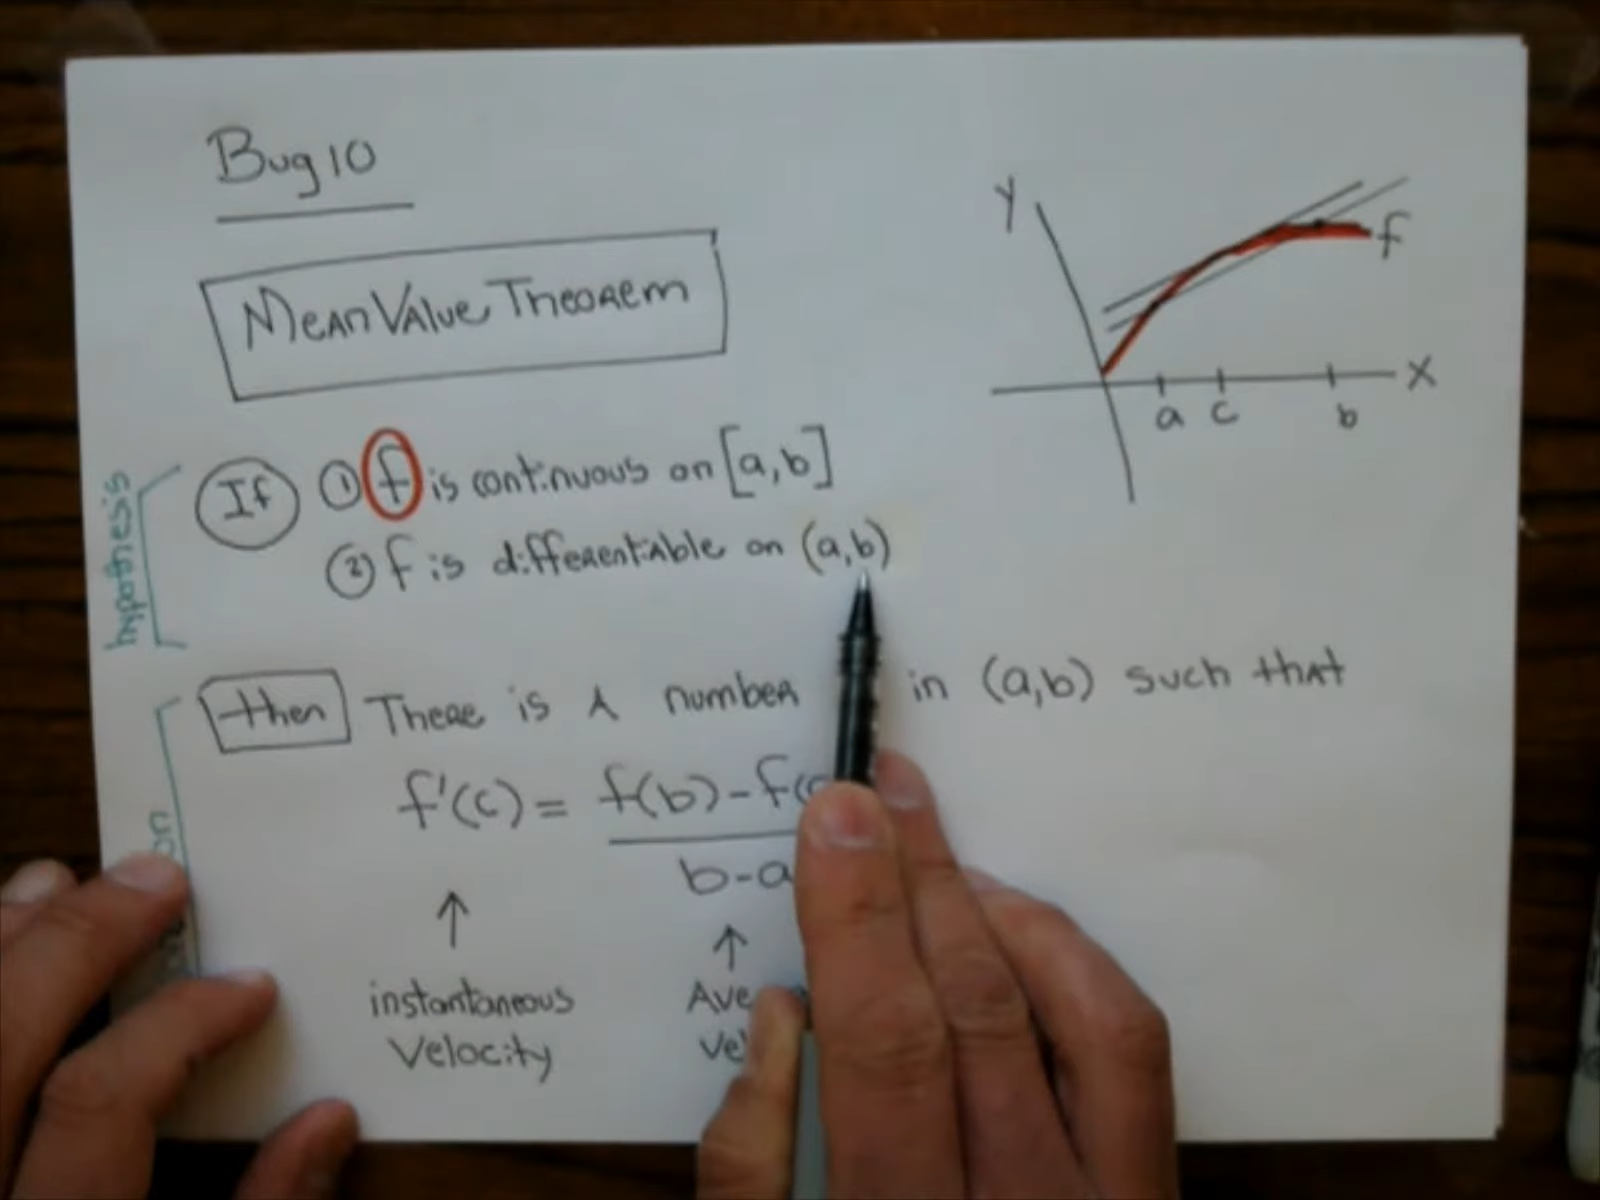 Bug 10
Mean Value Theorem
y
f
x
a c b
hypothesis
If ① f is continuous on [a,b]
② f is differentiable on (a,b)
then There is a number in (a,b) such that
f'(c) = f(b) - f(
b-a
↑ ↑
instantaneous
Velocity